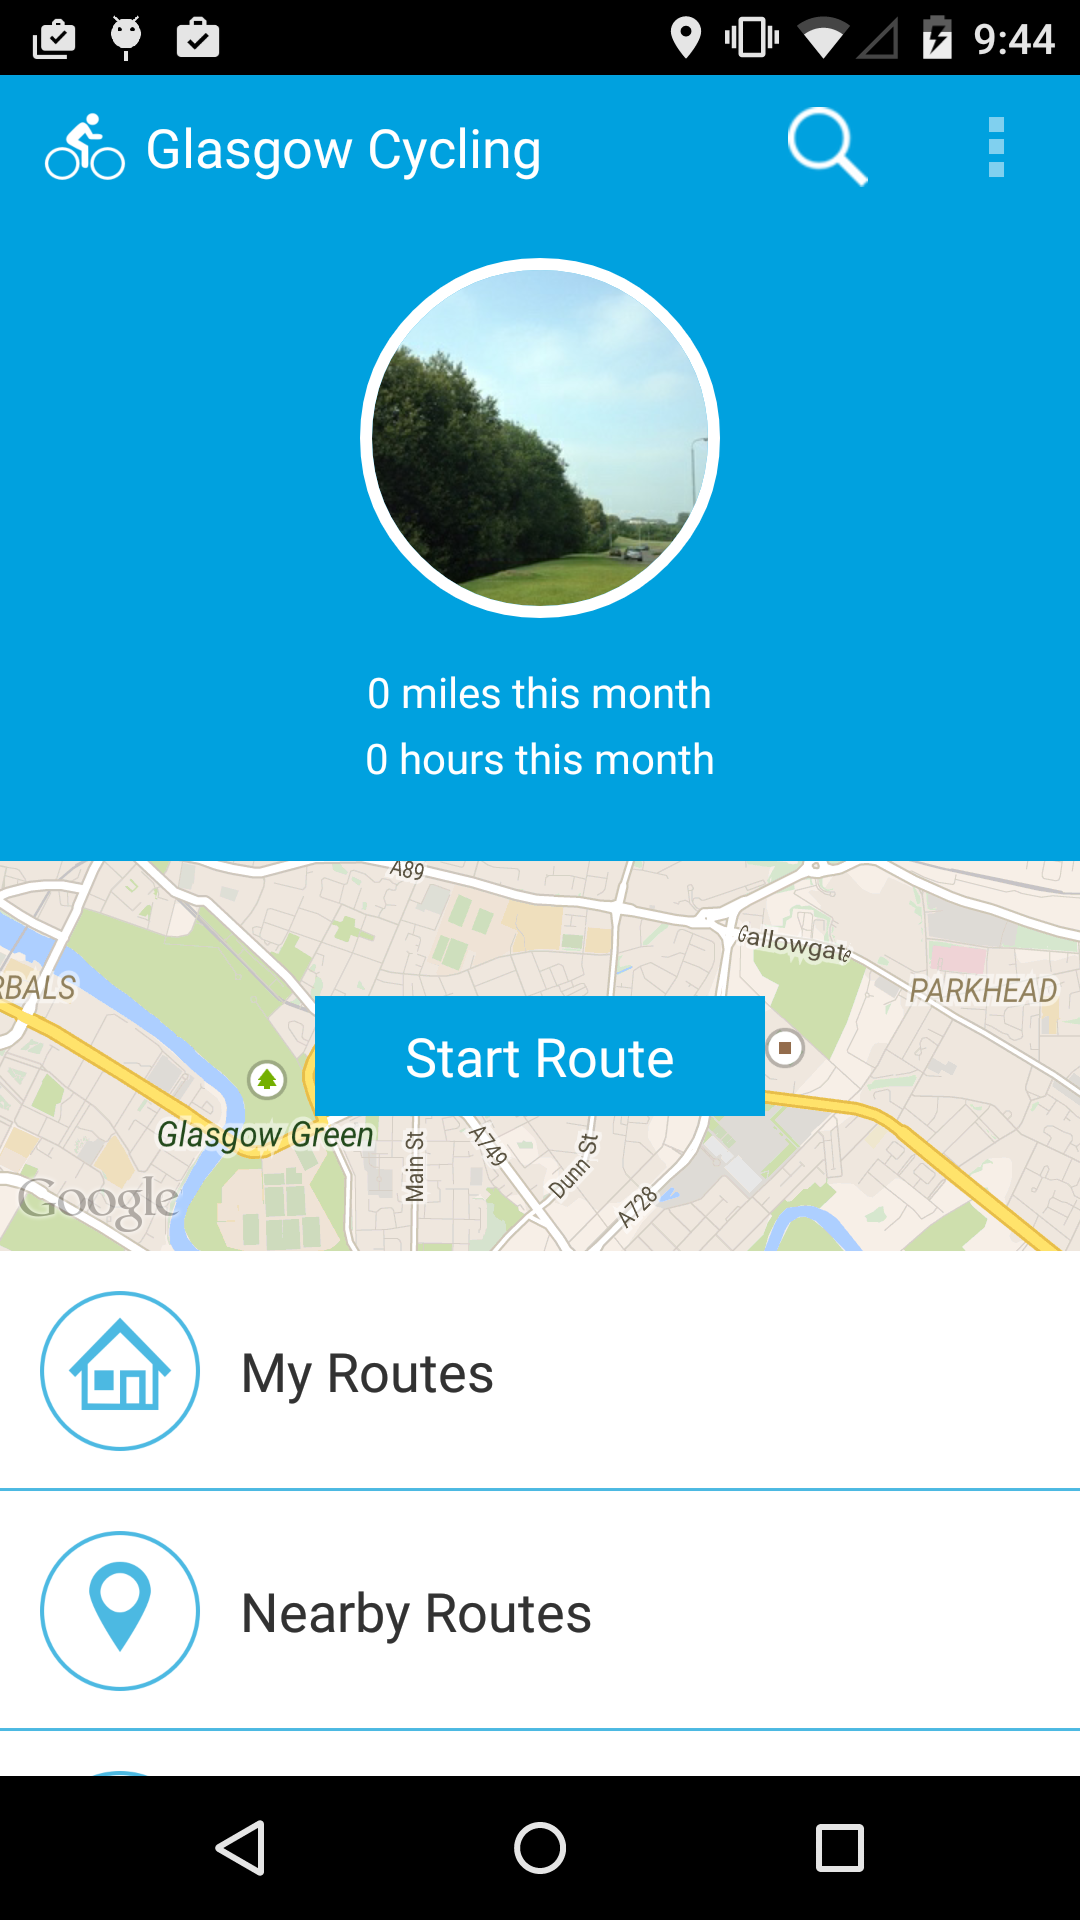 9:44
Glasgow Cycling
0 miles this month
0 hours this month
A89
Gallowgate
RBALS
PARKHEAD
Start Route
Glasgow Green
Main St
A749
Dunn St
A728
Google
My Routes
Nearby Routes